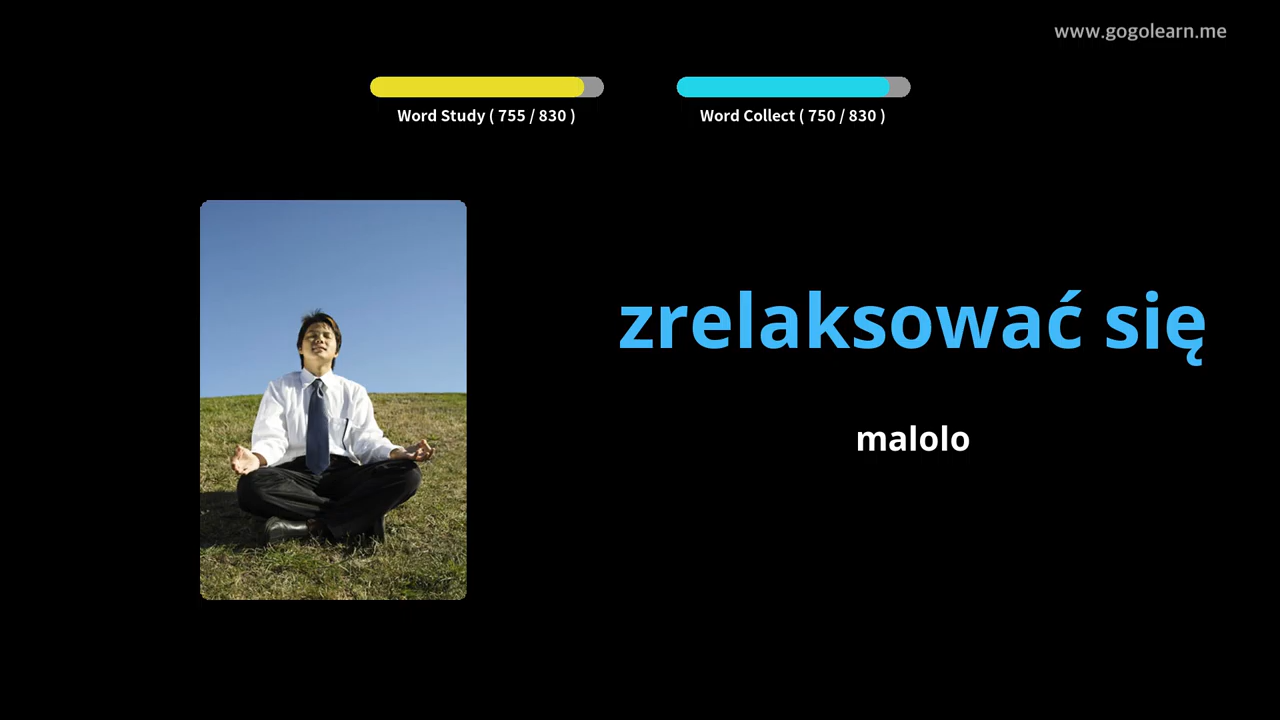 www.gogolearn.me
Word Study ( 755 / 830 )
Word Collect ( 750 / 830 )
zrelaksować się
malolo